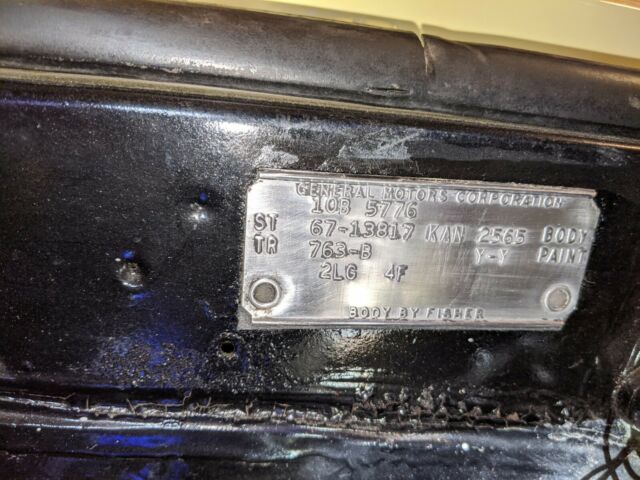 GENERAL MOTORS CORPORATION
10B 5776
ST 67-13817 KAN 2565 BODY
TR 763-B Y-Y PAINT
2LG 4F
BODY BY FISHER